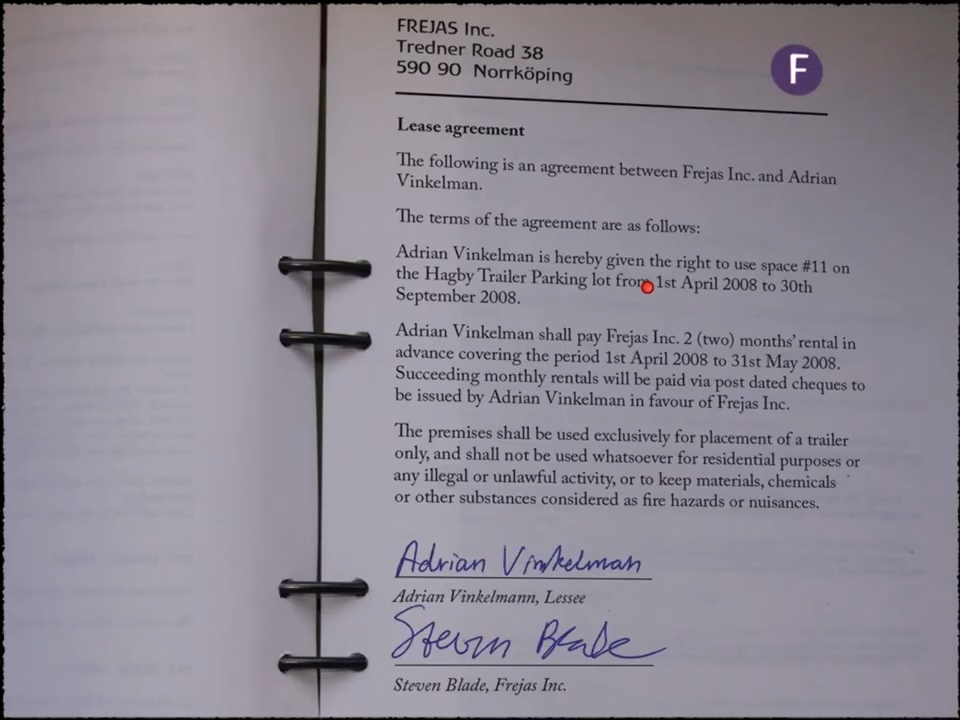 FREJAS Inc.
Tredner Road 38
590 90 Norrköping
F
Lease agreement
The following is an agreement between Frejas Inc. and Adrian
Vinkelman.
The terms of the agreement are as follows:
Adrian Vinkelman is hereby given the right to use space #11 on
the Hagby Trailer Parking lot from 1st April 2008 to 30th
September 2008.
Adrian Vinkelman shall pay Frejas Inc. 2 (two) months' rental in
advance covering the period 1st April 2008 to 31st May 2008.
Succeeding monthly rentals will be paid via post dated cheques to
be issued by Adrian Vinkelman in favour of Frejas Inc.
The premises shall be used exclusively for placement of a trailer
only, and shall not be used whatsoever for residential purposes or
any illegal or unlawful activity, or to keep materials, chemicals
or other substances considered as fire hazards or nuisances.
Adrian Vinkelman
Adrian Vinkelmann, Lessee
Steven Blade
Steven Blade, Frejas Inc.